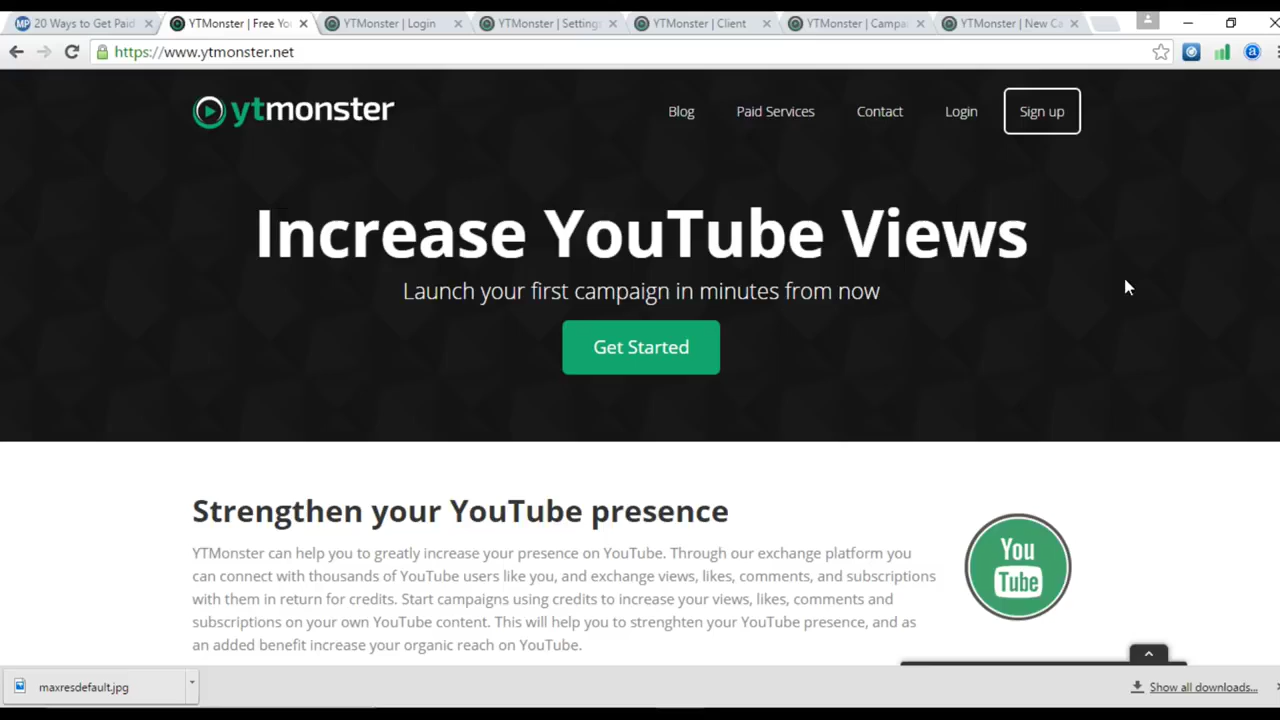 20 Ways to Get Paid
YTMonster | Free Yo
YTMonster | Login
YTMonster | Setting
YTMonster | Client
YTMonster | Campa
YTMonster | New Ca
https://www.ytmonster.net
ytmonster
Blog
Paid Services
Contact
Login
Sign up
Increase YouTube Views
Launch your first campaign in minutes from now
Get Started
Strengthen your YouTube presence
YTMonster can help you to greatly increase your presence on YouTube. Through our exchange platform you
can connect with thousands of YouTube users like you, and exchange views, likes, comments, and subscriptions
with them in return for credits. Start campaigns using credits to increase your views, likes, comments and
subscriptions on your own YouTube content. This will help you to strengthen your YouTube presence, and as
an added benefit increase your organic reach on YouTube.
You
Tube
maxresdefault.jpg
Show all downloads...